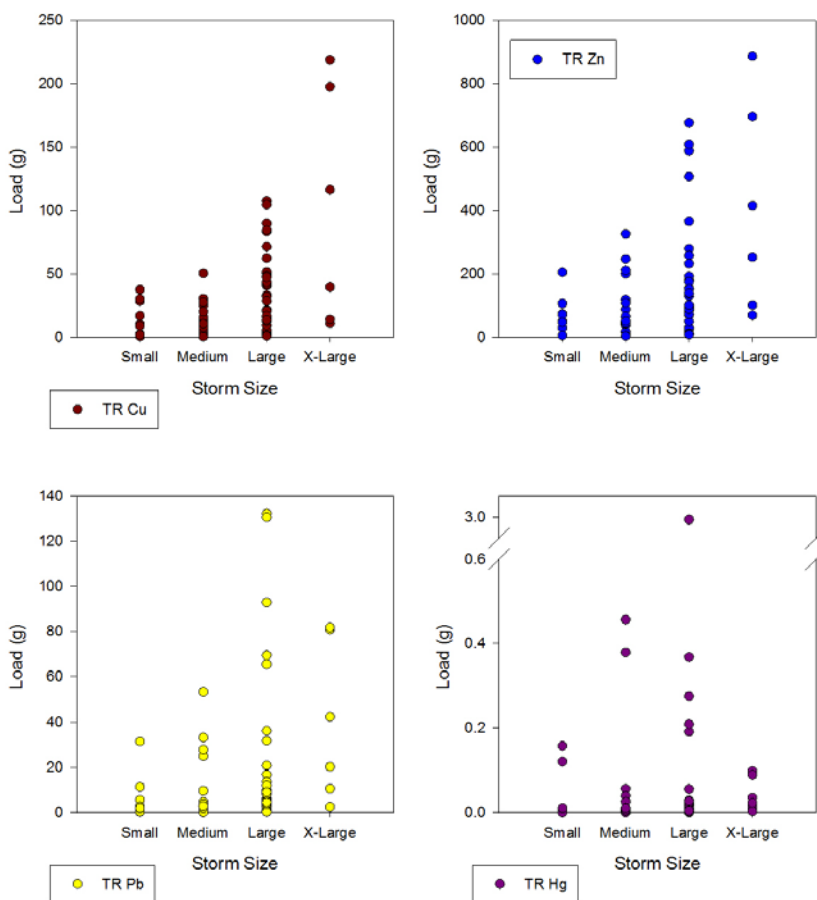 250
200
150
100
50
0
Load (g)
Small Medium Large X-Large
Storm Size
TR Cu
1000
800
600
400
200
0
Load (g)
TR Zn
Small Medium Large X-Large
Storm Size
140
120
100
80
60
40
20
0
Load (g)
Small Medium Large X-Large
Storm Size
TR Pb
3.0
0.6
0.4
0.2
0.0
Load (g)
Small Medium Large X-Large
Storm Size
TR Hg